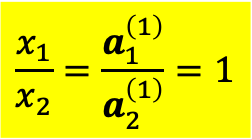 x₁/x₂ = a₁⁽¹⁾/a₂⁽¹⁾ = 1